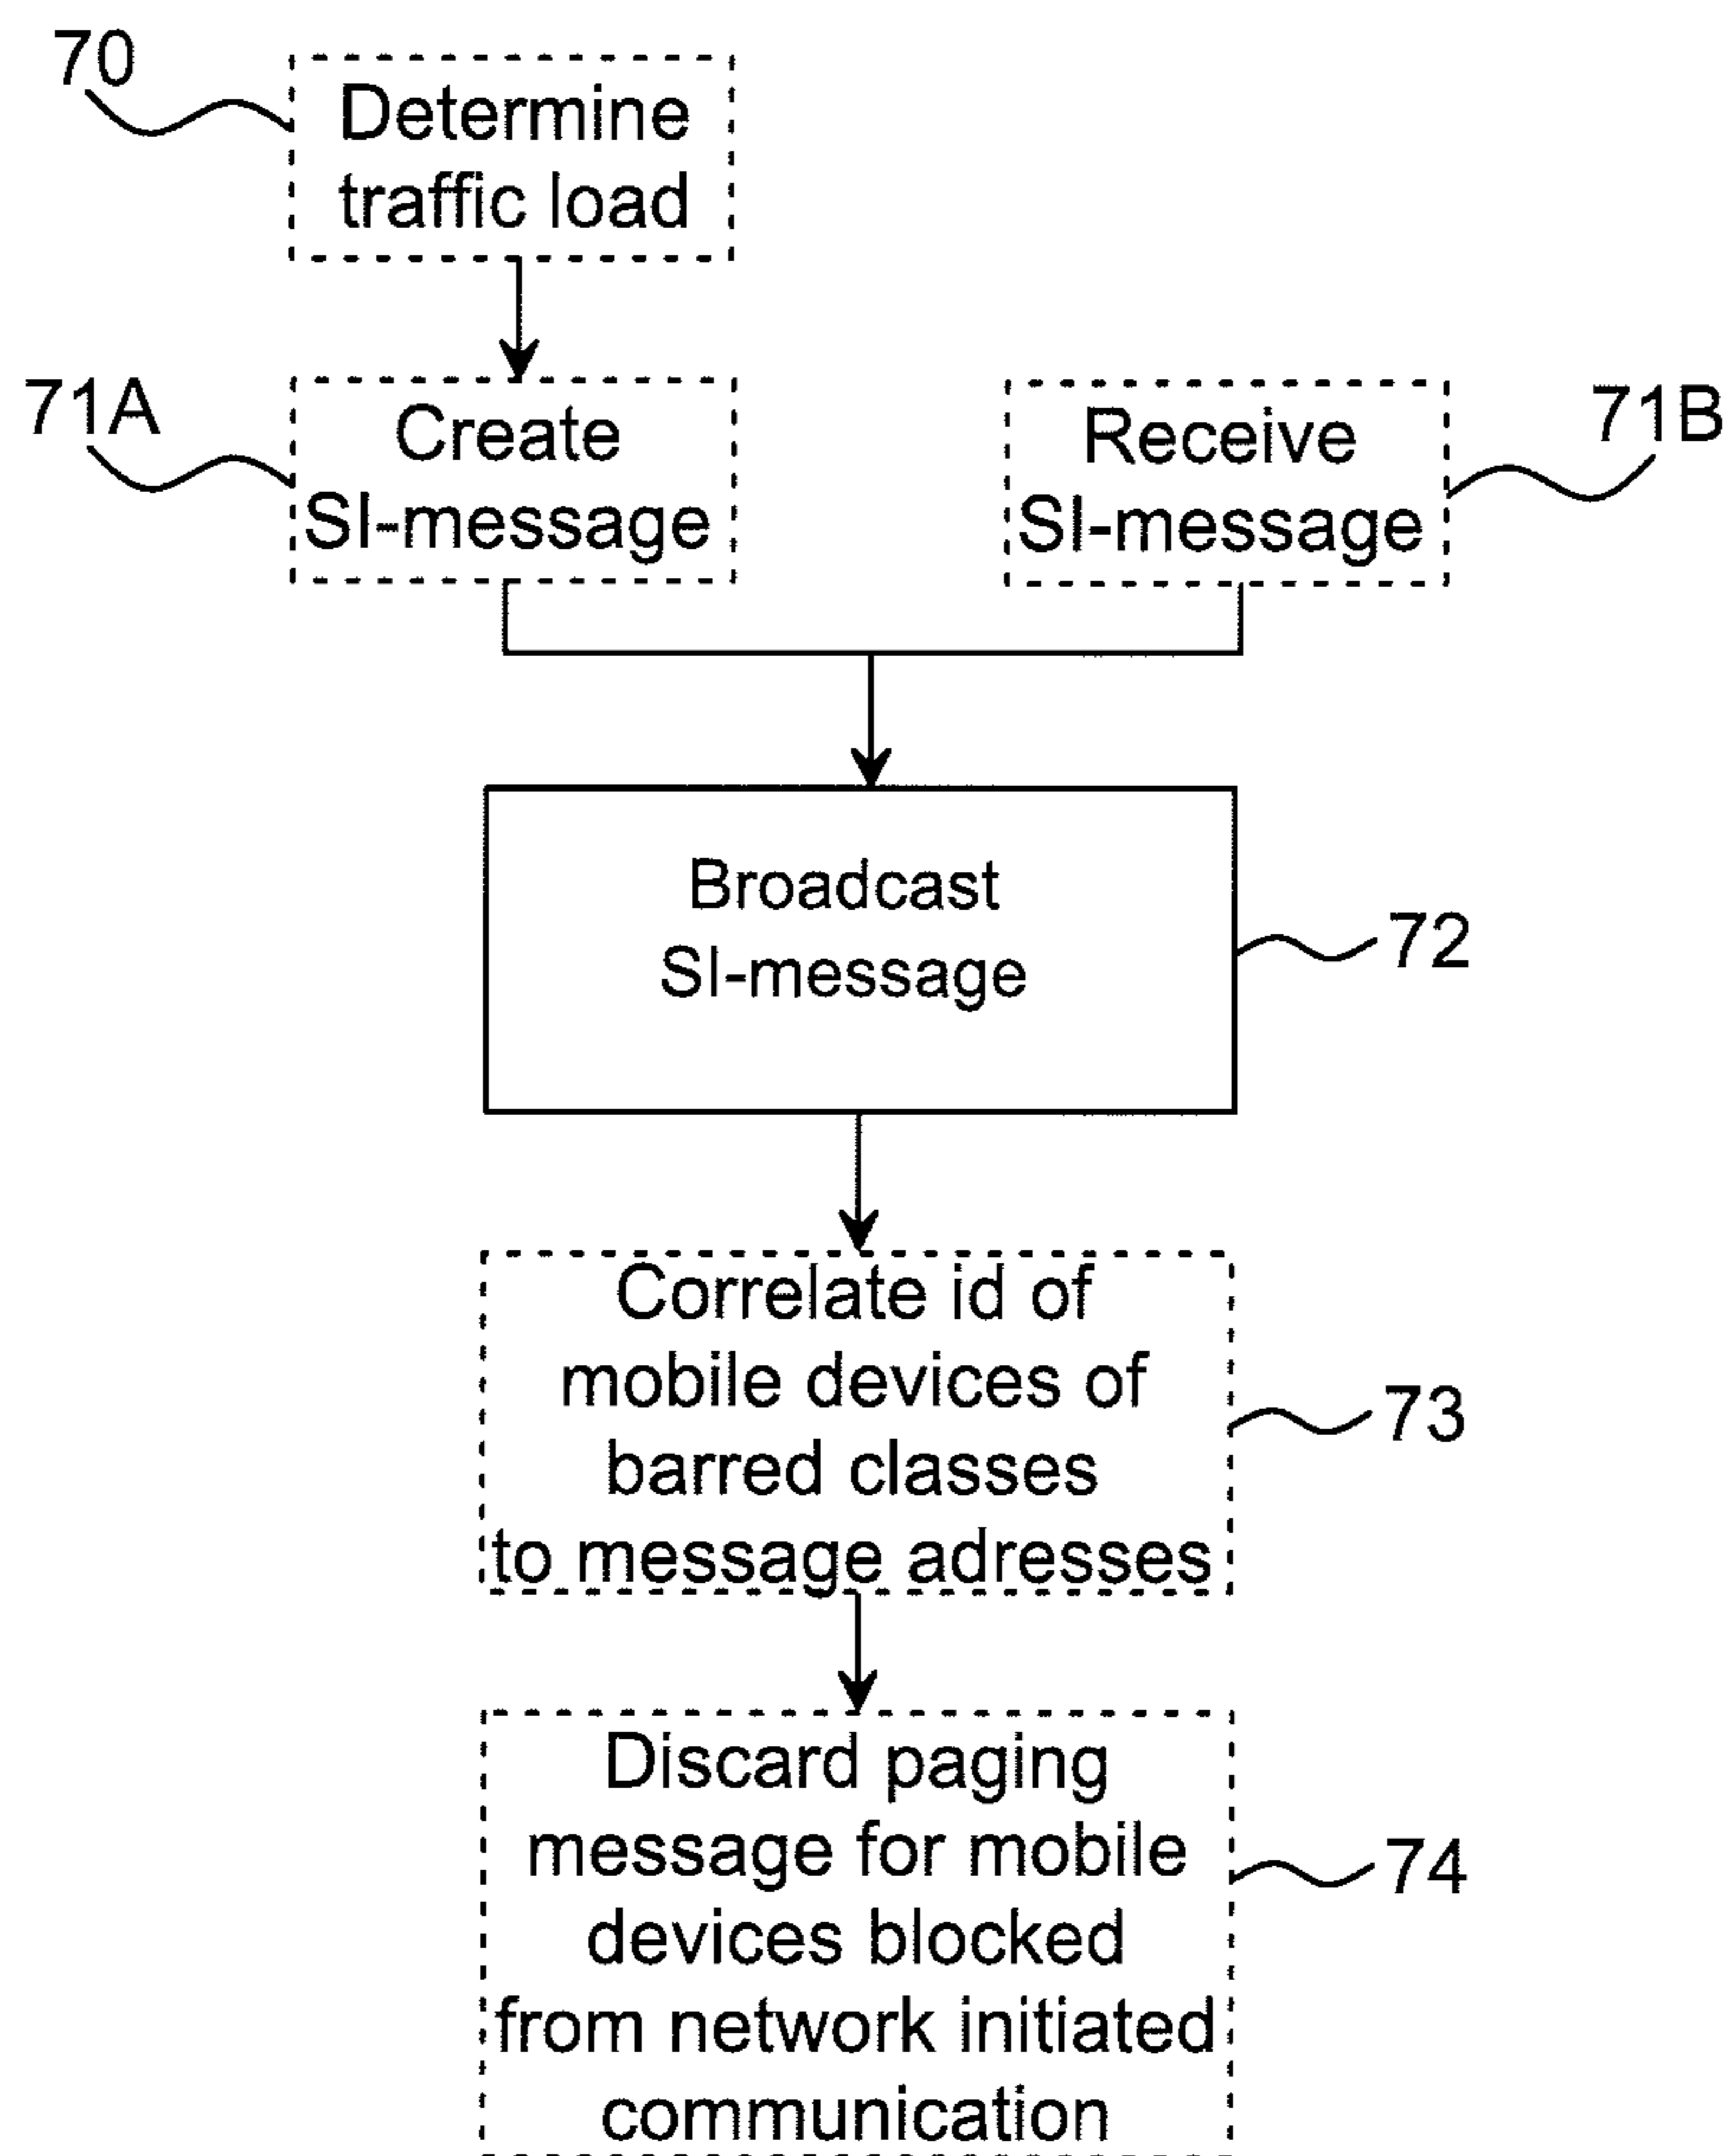 70
Determine
traffic load
71A
Create
SI-message
Receive
SI-message
71B
Broadcast
SI-message
72
Correlate id of
mobile devices of
barred classes
to message adresses
73
Discard paging
message for mobile
devices blocked
from network initiated
communication
74